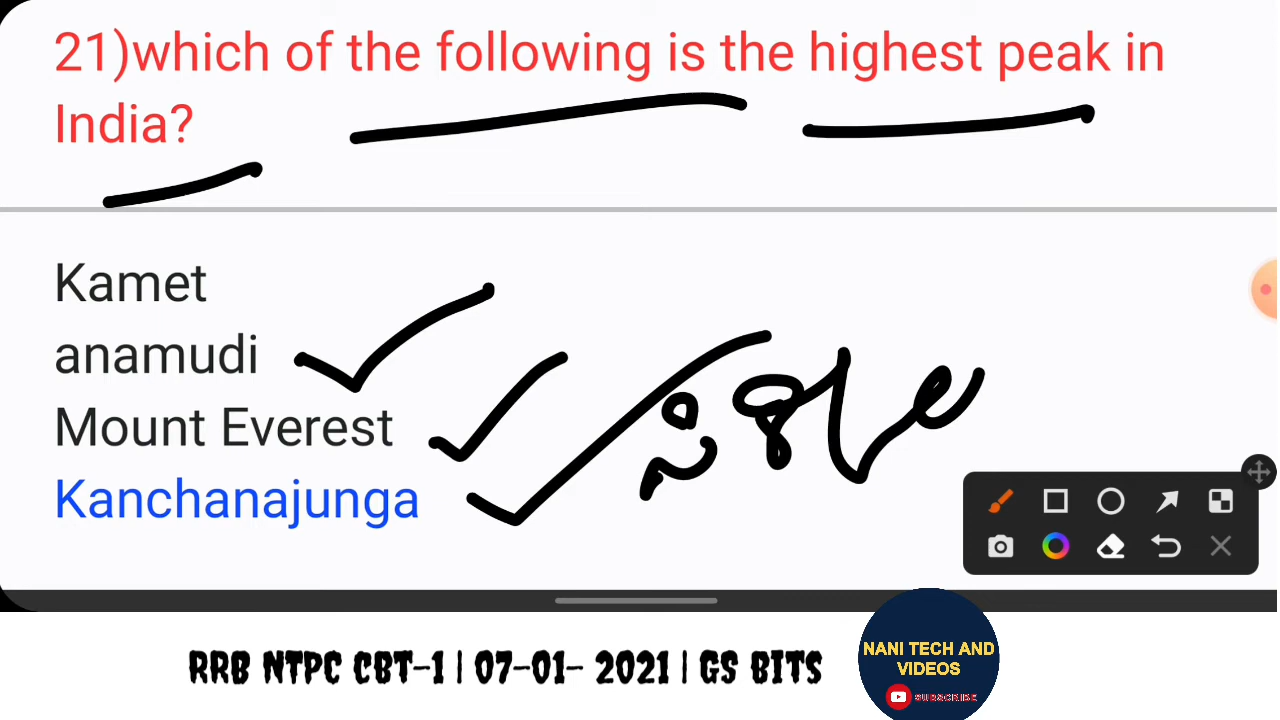 21)which of the following is the highest peak in
India?
Kamet
anamudi
Mount Everest
Kanchanajunga
RRB NTPC CBT-1 | 07-01- 2021 | GS BITS
NANI TECH AND
VIDEOS
SUBSCRIBE